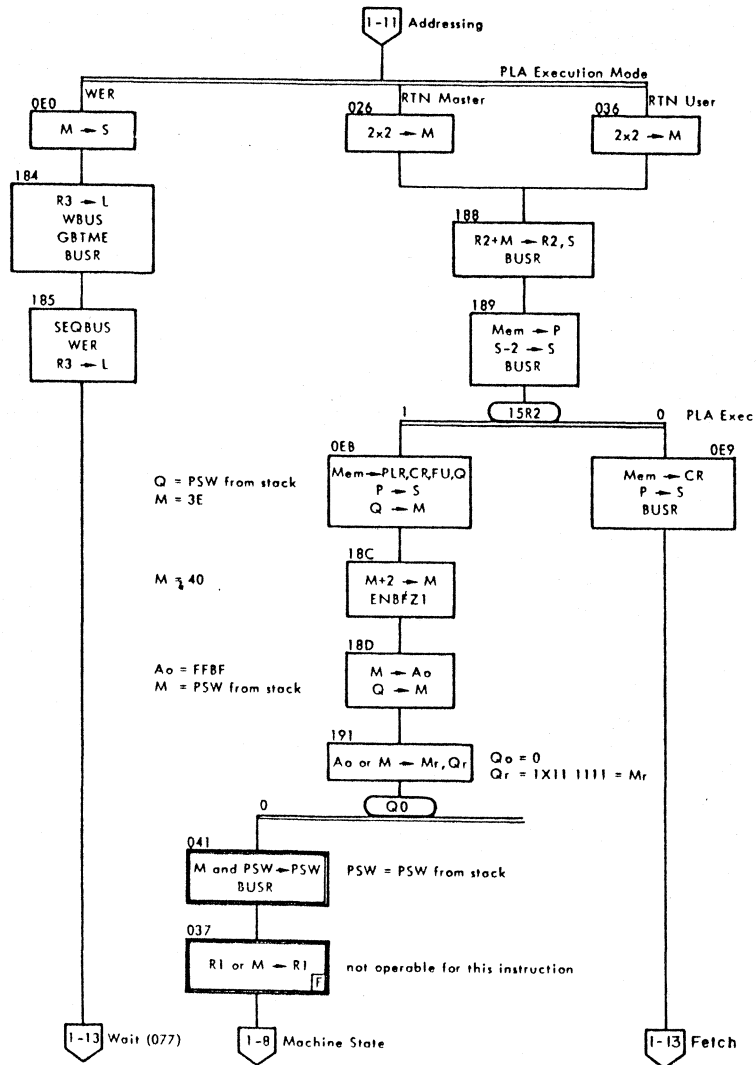 1-11 Addressing
PLA Execution Mode
WER
RTN Master
RTN User
0E0
M → S
026
2x2 → M
036
2x2 → M
184
R3 → L
WBUS
GBTME
BUSR
188
R2+M → R2, S
BUSR
185
SEQBUS
WER
R3 → L
189
Mem → P
S-2 → S
BUSR
15R2
1
0
PLA Exec
Q = PSW from stack
M = 3E
0EB
Mem→PLR,CR,FU,Q
P → S
Q → M
0E9
Mem → CR
P → S
BUSR
M = 40
18C
M+2 → M
ENBFZ1
Ao = FFBF
M = PSW from stack
18D
M → Ao
Q → M
191
Ao or M → Mr, Qr
Qo = 0
Qr = 1X11 1111 = Mr
Q0
0
041
M and PSW→PSW
BUSR
PSW = PSW from stack
037
R1 or M → R1
F
not operable for this instruction
1-13 Wait (077)
1-8 Machine State
1-13 Fetch